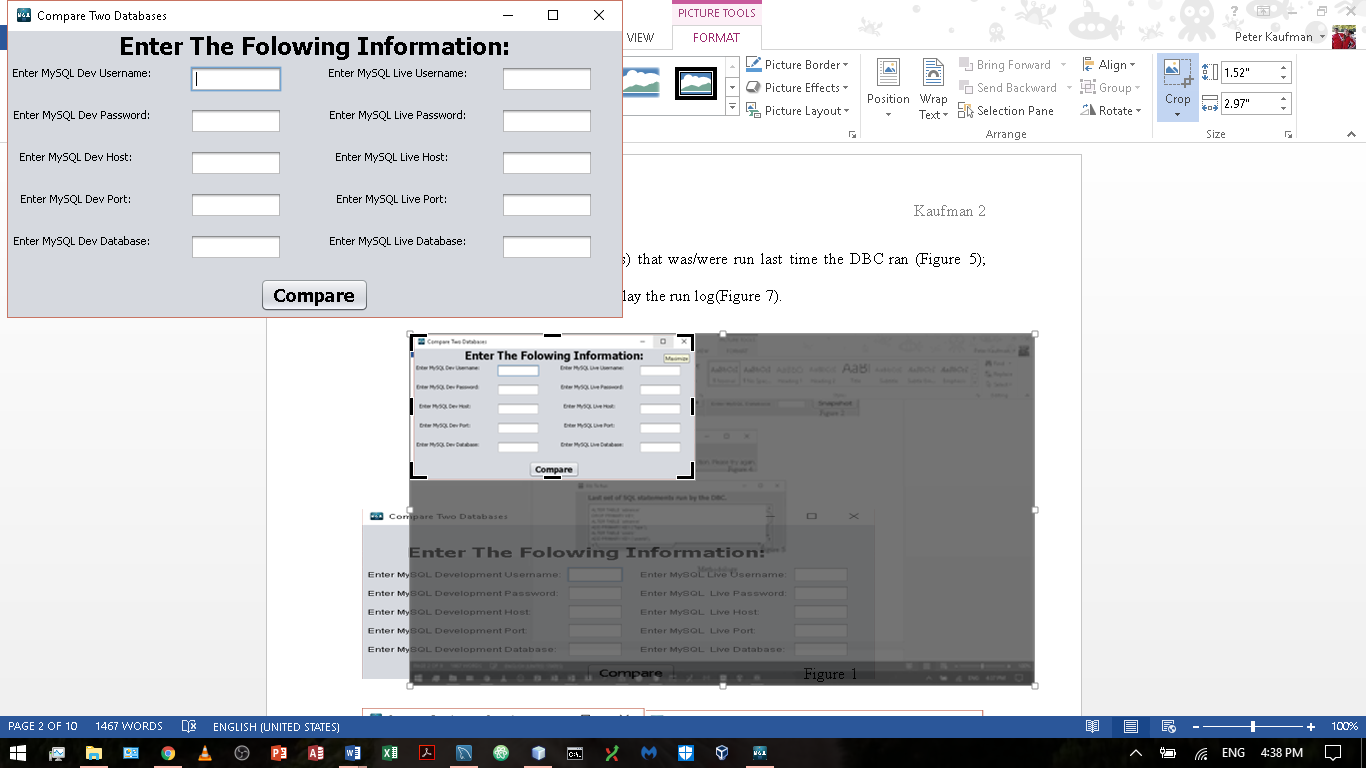 Compare Two Databases
Enter The Folowing Information:
Enter MySQL Dev Username:
Enter MySQL Live Username:
Enter MySQL Dev Password:
Enter MySQL Live Password:
Enter MySQL Dev Host:
Enter MySQL Live Host:
Enter MySQL Dev Port:
Enter MySQL Live Port:
Enter MySQL Dev Database:
Enter MySQL Live Database:
Compare
PICTURE TOOLS
VIEW FORMAT
Peter Kaufman
Picture Border
Picture Effects
Picture Layout
Position
Wrap Text
Bring Forward
Send Backward
Selection Pane
Align
Group
Rotate
Arrange
Crop
1.52"
2.97"
Size
Kaufman 2
s) that was/were run last time the DBC ran (Figure 5);
lay the run log(Figure 7).
Compare Two Databases
Enter The Folowing Information:
Maximize
Enter MySQL Dev Username:
Enter MySQL Live Username:
Enter MySQL Dev Password:
Enter MySQL Live Password:
Enter MySQL Dev Host:
Enter MySQL Live Host:
Enter MySQL Dev Port:
Enter MySQL Live Port:
Enter MySQL Dev Database:
Enter MySQL Live Database:
Compare
Last set of SQL statements run by the DBC.
Compare Two Databases
Enter The Folowing Information:
Enter MySQL Development Username:
Enter MySQL Live Username:
Enter MySQL Development Password:
Enter MySQL Live Password:
Enter MySQL Development Host:
Enter MySQL Live Host:
Enter MySQL Development Port:
Enter MySQL Live Port:
Enter MySQL Development Database:
Enter MySQL Live Database:
Compare
Figure 1
PAGE 2 OF 10 1467 WORDS ENGLISH (UNITED STATES) 100%
ENG 4:38 PM